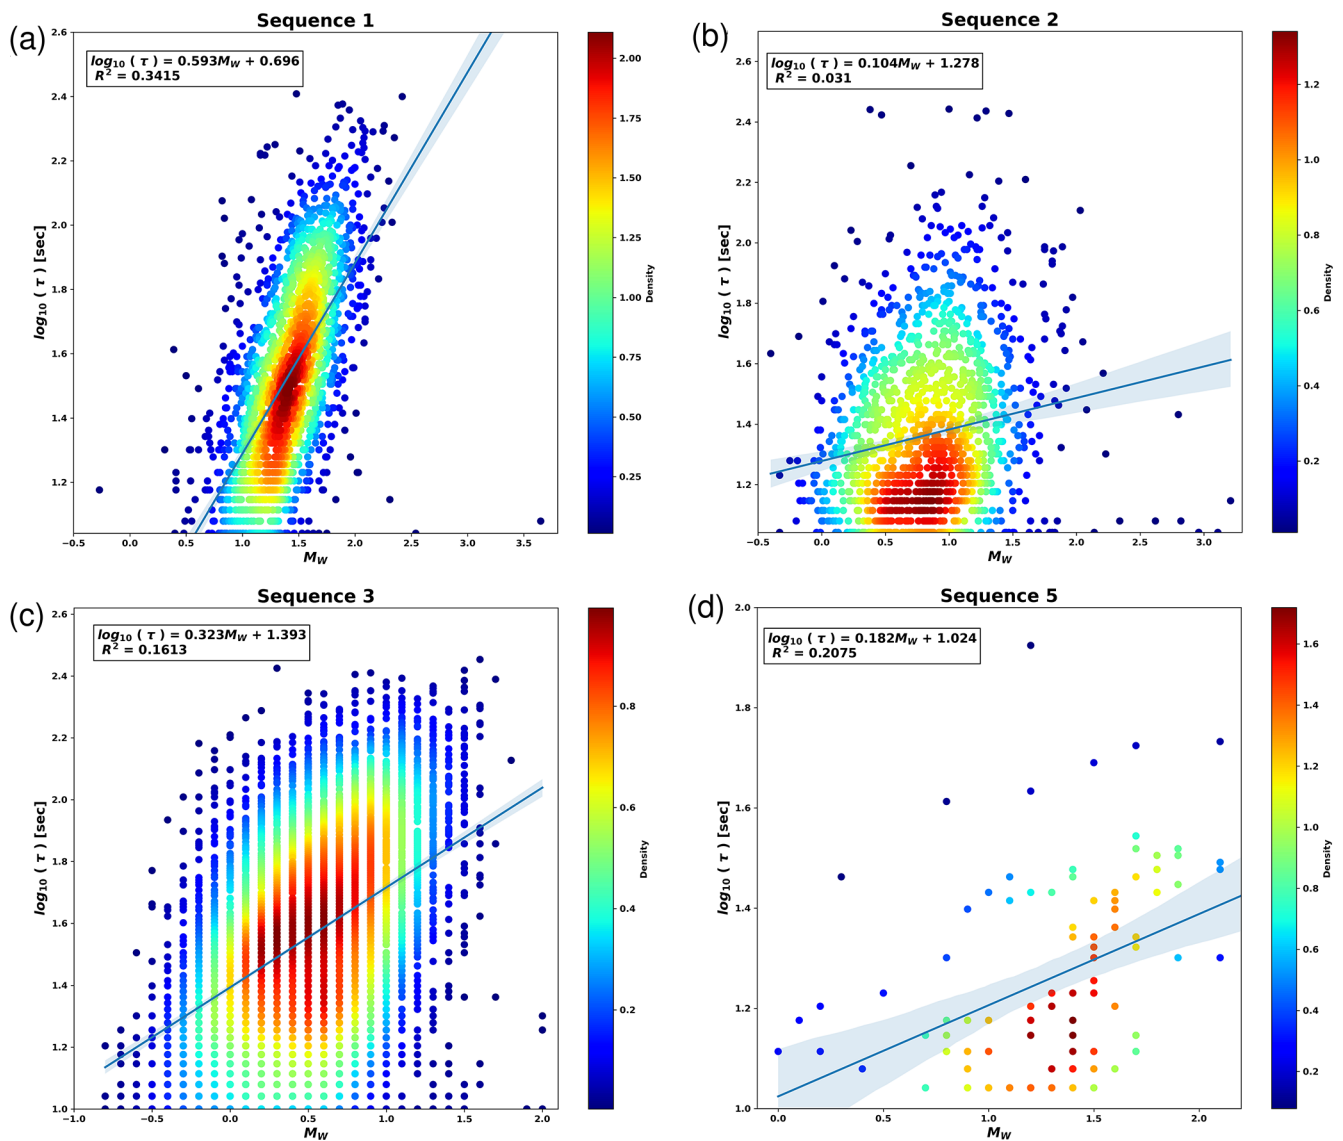 (a)
Sequence 1
log10 ( τ ) = 0.593MW + 0.696
R² = 0.3415
2.6
2.4
2.2
2.0
1.8
1.6
1.4
1.2
log10 ( τ ) [sec]
−0.5 0.0 0.5 1.0 1.5 2.0 2.5 3.0 3.5
MW
2.00
1.75
1.50
1.25
1.00
0.75
0.50
0.25
Density
(b)
Sequence 2
log10 ( τ ) = 0.104MW + 1.278
R² = 0.031
2.6
2.4
2.2
2.0
1.8
1.6
1.4
1.2
log10 ( τ ) [sec]
−0.5 0.0 0.5 1.0 1.5 2.0 2.5 3.0
MW
1.2
1.0
0.8
0.6
0.4
0.2
Density
(c)
Sequence 3
log10 ( τ ) = 0.323MW + 1.393
R² = 0.1613
2.6
2.4
2.2
2.0
1.8
1.6
1.4
1.2
1.0
log10 ( τ ) [sec]
−1.0 −0.5 0.0 0.5 1.0 1.5 2.0
MW
0.8
0.6
0.4
0.2
Density
(d)
Sequence 5
log10 ( τ ) = 0.182MW + 1.024
R² = 0.2075
2.0
1.8
1.6
1.4
1.2
1.0
log10 ( τ ) [sec]
0.0 0.5 1.0 1.5 2.0
MW
1.6
1.4
1.2
1.0
0.8
0.6
0.4
0.2
Density